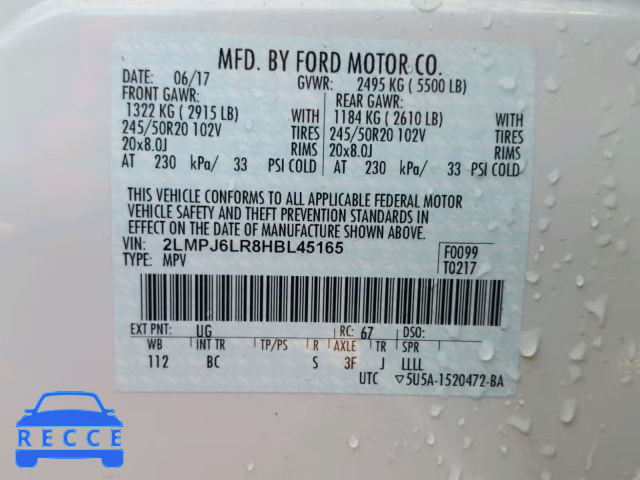 MFD. BY FORD MOTOR CO.
DATE: 06/17 GVWR: 2495 KG ( 5500 LB)
FRONT GAWR: REAR GAWR:
1322 KG ( 2915 LB) WITH 1184 KG ( 2610 LB) WITH
245/50R20 102V TIRES 245/50R20 102V TIRES
20x8.0J RIMS 20x8.0J RIMS
AT 230 kPa/ 33 PSI COLD AT 230 kPa/ 33 PSI COLD
THIS VEHICLE CONFORMS TO ALL APPLICABLE FEDERAL MOTOR
VEHICLE SAFETY AND THEFT PREVENTION STANDARDS IN
EFFECT ON THE DATE OF MANUFACTURE SHOWN ABOVE.
VIN: 2LMPJ6LR8HBL45165 F0099
TYPE: MPV T0217
EXT PNT: UG RC: 67 DSO:
WB INT TR TP/PS R AXLE TR SPR
112 BC S 3F J LLLL
UTC ▽5U5A-1520472-BA
RECCE